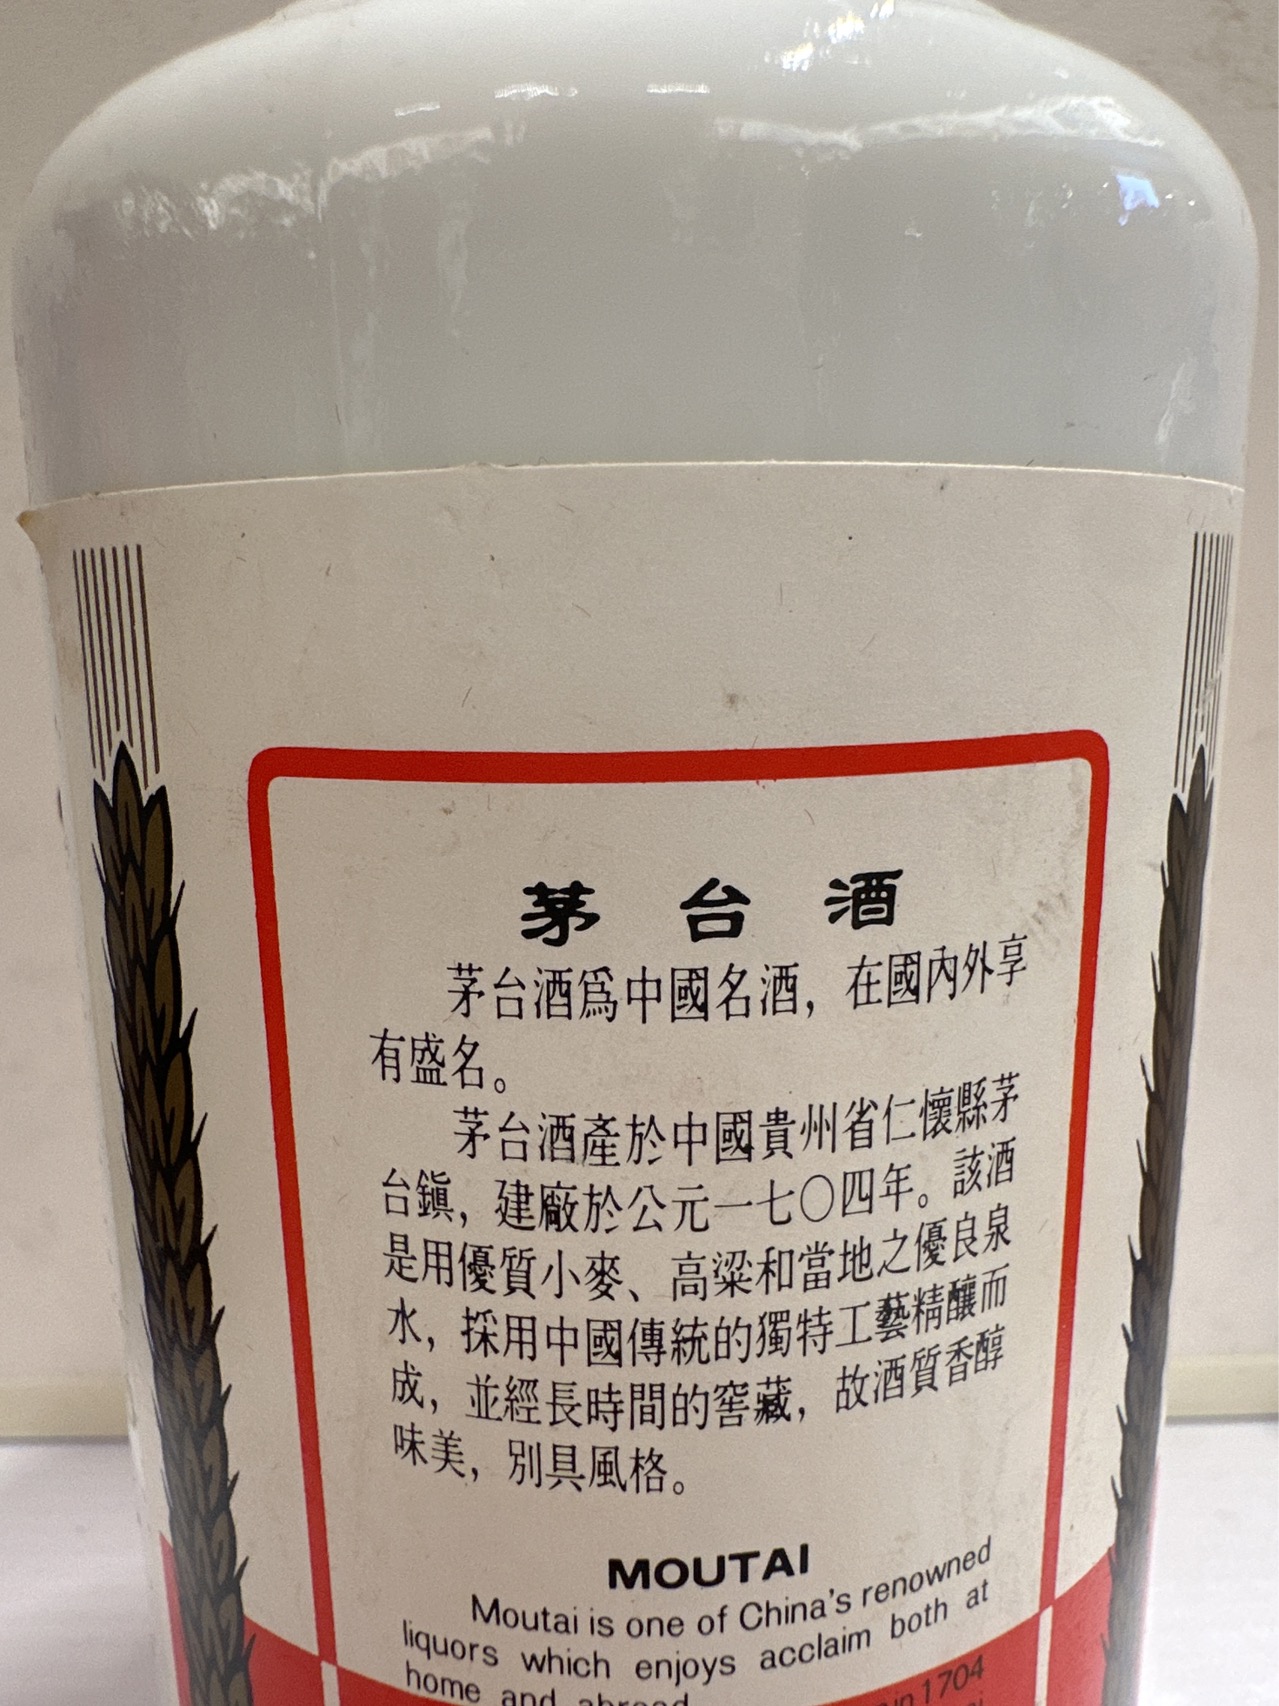 茅台酒
茅台酒爲中國名酒，在國內外享
有盛名。
茅台酒產於中國貴州省仁懷縣茅
台鎭，建廠於公元一七〇四年。該酒
是用優質小麥、高粱和當地之優良泉
水，採用中國傳統的獨特工藝精釀而
成，並經長時間的窖藏，故酒質香醇
味美，別具風格。
MOUTAI
Moutai is one of China's renowned
liquors which enjoys acclaim both at
home and abroad.
in 1704